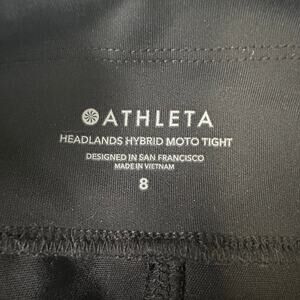 ATHLETA
HEADLANDS HYBRID MOTO TIGHT
DESIGNED IN SAN FRANCISCO
MADE IN VIETNAM
8